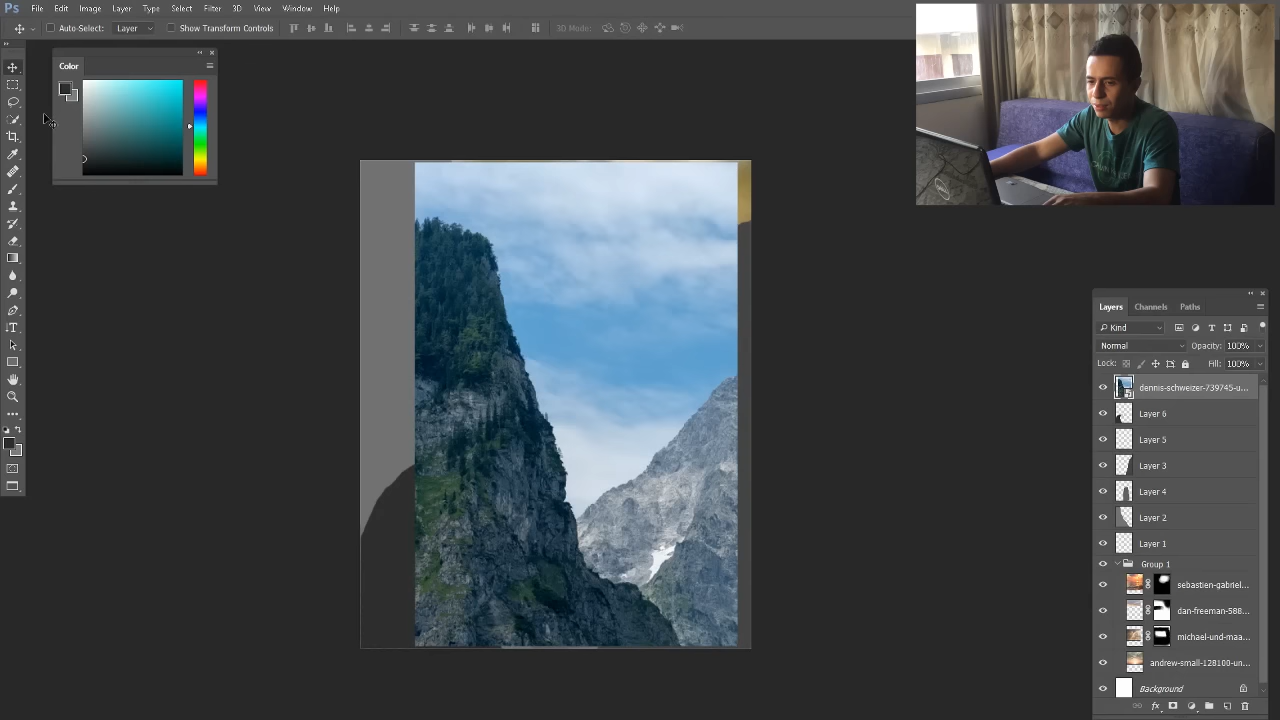 Ps File Edit Image Layer Type Select Filter 3D View Window Help
Auto-Select: Layer Show Transform Controls 3D Mode:
Color
Layers Channels Paths
Kind
Normal Opacity: 100%
Lock: Fill: 100%
dennis-schweizer-739745-u...
Layer 6
Layer 5
Layer 3
Layer 4
Layer 2
Layer 1
Group 1
sebastien-gabriel...
dan-freeman-588...
michael-und-maa...
andrew-small-128100-un...
Background
fx